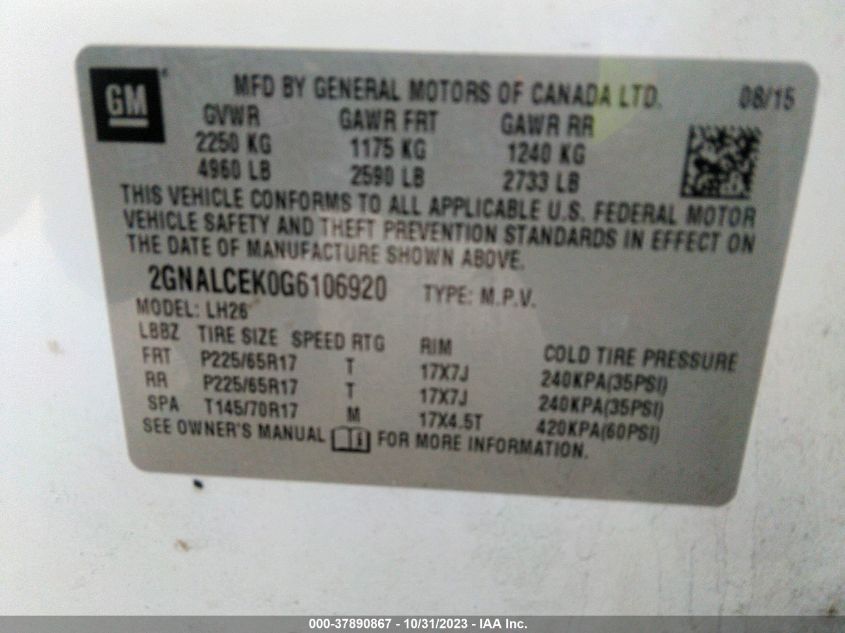 GM
MFD BY GENERAL MOTORS OF CANADA LTD. 08/15
GVWR GAWR FRT GAWR RR
2250 KG 1175 KG 1240 KG
4960 LB 2590 LB 2733 LB
THIS VEHICLE CONFORMS TO ALL APPLICABLE U.S. FEDERAL MOTOR
VEHICLE SAFETY AND THEFT PREVENTION STANDARDS IN EFFECT ON
THE DATE OF MANUFACTURE SHOWN ABOVE.
2GNALCEK0G6106920 TYPE: M.P.V.
MODEL: LH26
LBBZ TIRE SIZE SPEED RTG RIM COLD TIRE PRESSURE
FRT P225/65R17 T 17X7J 240KPA(35PSI)
RR P225/65R17 T 17X7J 240KPA(35PSI)
SPA T145/70R17 M 17X4.5T 420KPA(60PSI)
SEE OWNER'S MANUAL i FOR MORE INFORMATION.
000-37890867 - 10/31/2023 - IAA Inc.